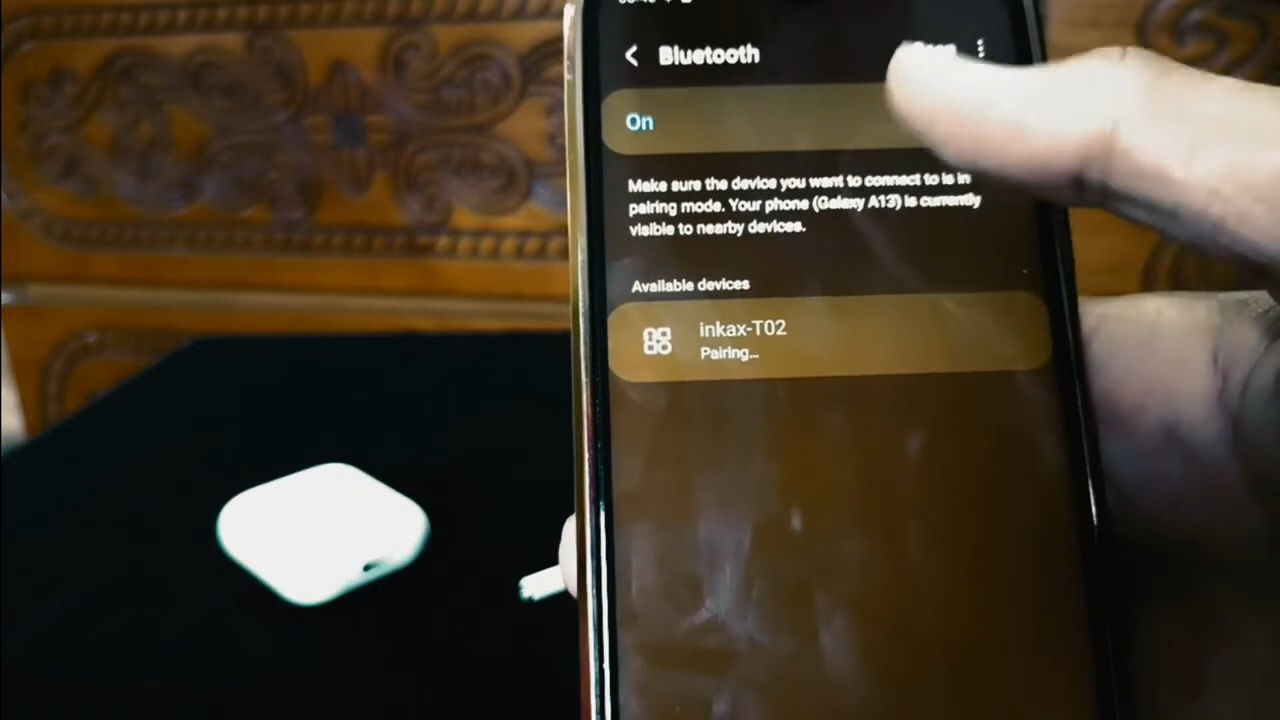 Bluetooth
On
Make sure the device you want to connect to is in
pairing mode. Your phone (Galaxy A13) is currently
visible to nearby devices.
Available devices
inkax-T02
Pairing...